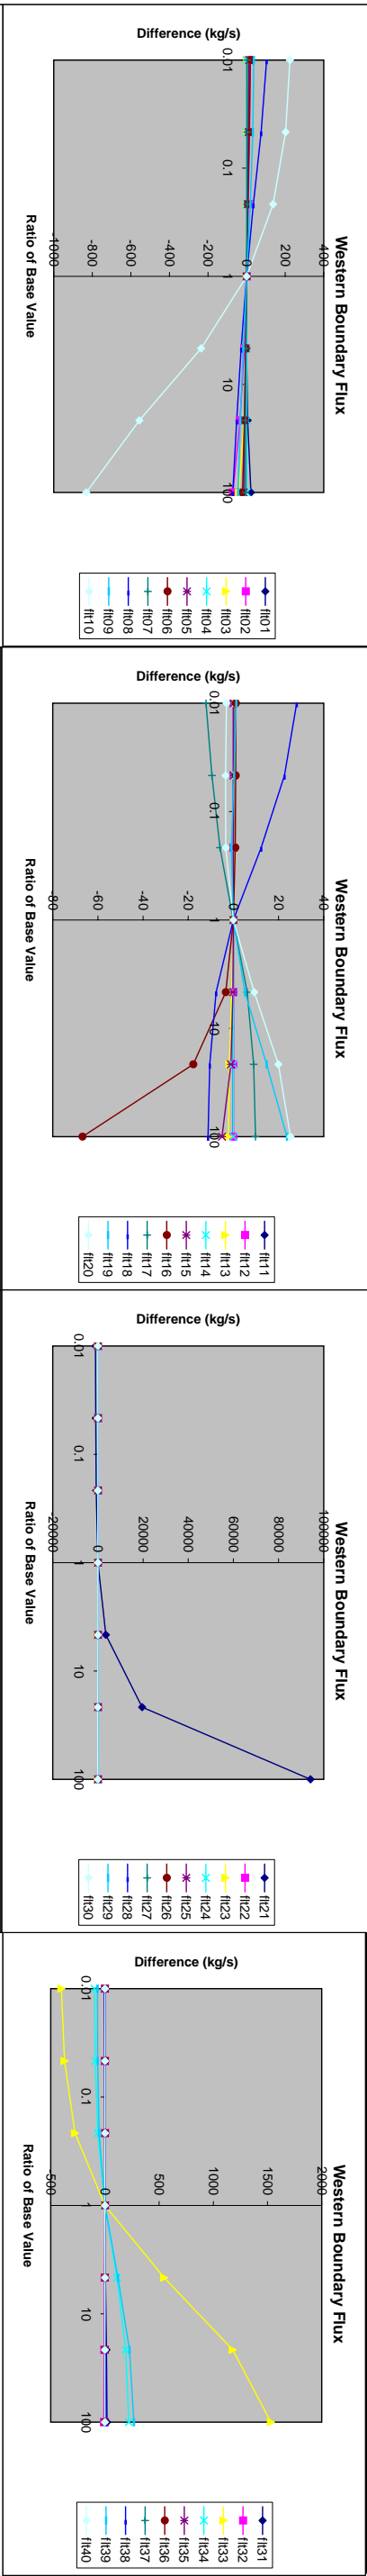 Western Boundary Flux
Difference (kg/s)
400
200
0
-200
-400
-600
-800
-1000
0.01
0.1
1
10
100
Ratio of Base Value
flt01
flt02
flt03
flt04
flt05
flt06
flt07
flt08
flt09
flt10
Western Boundary Flux
Difference (kg/s)
40
20
0
-20
-40
-60
-80
0.01
0.1
1
10
100
Ratio of Base Value
flt11
flt12
flt13
flt14
flt15
flt16
flt17
flt18
flt19
flt20
Western Boundary Flux
Difference (kg/s)
100000
80000
60000
40000
20000
0
-20000
0.01
0.1
1
10
100
Ratio of Base Value
flt21
flt22
flt23
flt24
flt25
flt26
flt27
flt28
flt29
flt30
Western Boundary Flux
Difference (kg/s)
2000
1500
1000
500
0
-500
0.01
0.1
1
10
100
Ratio of Base Value
flt31
flt32
flt33
flt34
flt35
flt36
flt37
flt38
flt39
flt40